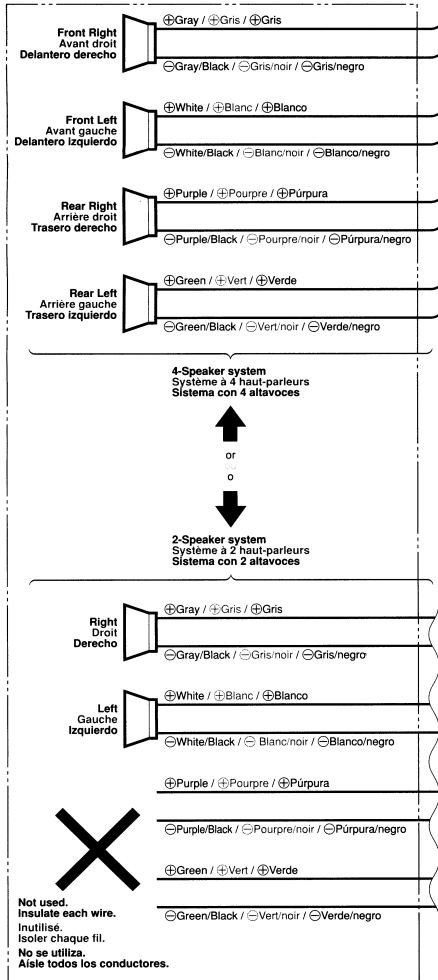 ⊕Gray / ⊕Gris / ⊕Gris
Front Right
Avant droit
Delantero derecho
⊖Gray/Black / ⊖Gris/noir / ⊖Gris/negro
⊕White / ⊕Blanc / ⊕Blanco
Front Left
Avant gauche
Delantero izquierdo
⊖White/Black / ⊖Blanc/noir / ⊖Blanco/negro
⊕Purple / ⊕Pourpre / ⊕Púrpura
Rear Right
Arrière droit
Trasero derecho
⊖Purple/Black / ⊖Pourpre/noir / ⊖Púrpura/negro
⊕Green / ⊕Vert / ⊕Verde
Rear Left
Arrière gauche
Trasero izquierdo
⊖Green/Black / ⊖Vert/noir / ⊖Verde/negro
4-Speaker system
Système à 4 haut-parleurs
Sistema con 4 altavoces
or
ou
o
2-Speaker system
Système à 2 haut-parleurs
Sistema con 2 altavoces
⊕Gray / ⊕Gris / ⊕Gris
Right
Droit
Derecho
⊖Gray/Black / ⊖Gris/noir / ⊖Gris/negro
⊕White / ⊕Blanc / ⊕Blanco
Left
Gauche
Izquierdo
⊖White/Black / ⊖ Blanc/noir / ⊖Blanco/negro
⊕Purple / ⊕Pourpre / ⊕Púrpura
⊖Purple/Black / ⊖Pourpre/noir / ⊖Púrpura/negro
⊕Green / ⊕Vert / ⊕Verde
⊖Green/Black / ⊖Vert/noir / ⊖Verde/negro
Not used.
Insulate each wire.
Inutilisé.
Isoler chaque fil.
No se utiliza.
Aísle todos los conductores.